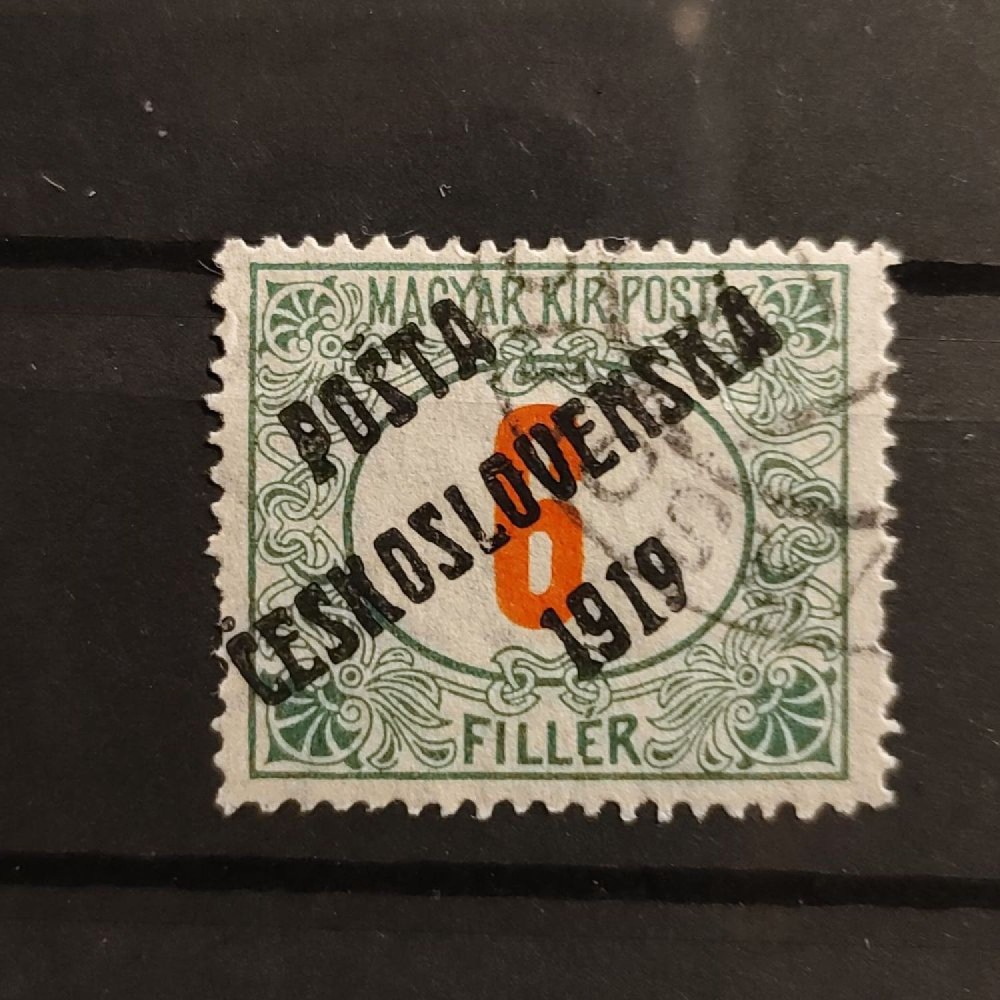 MAGYAR KIR. POSTA
POŠTA
ČESKOSLOVENSKÁ
1919
6
FILLÉR